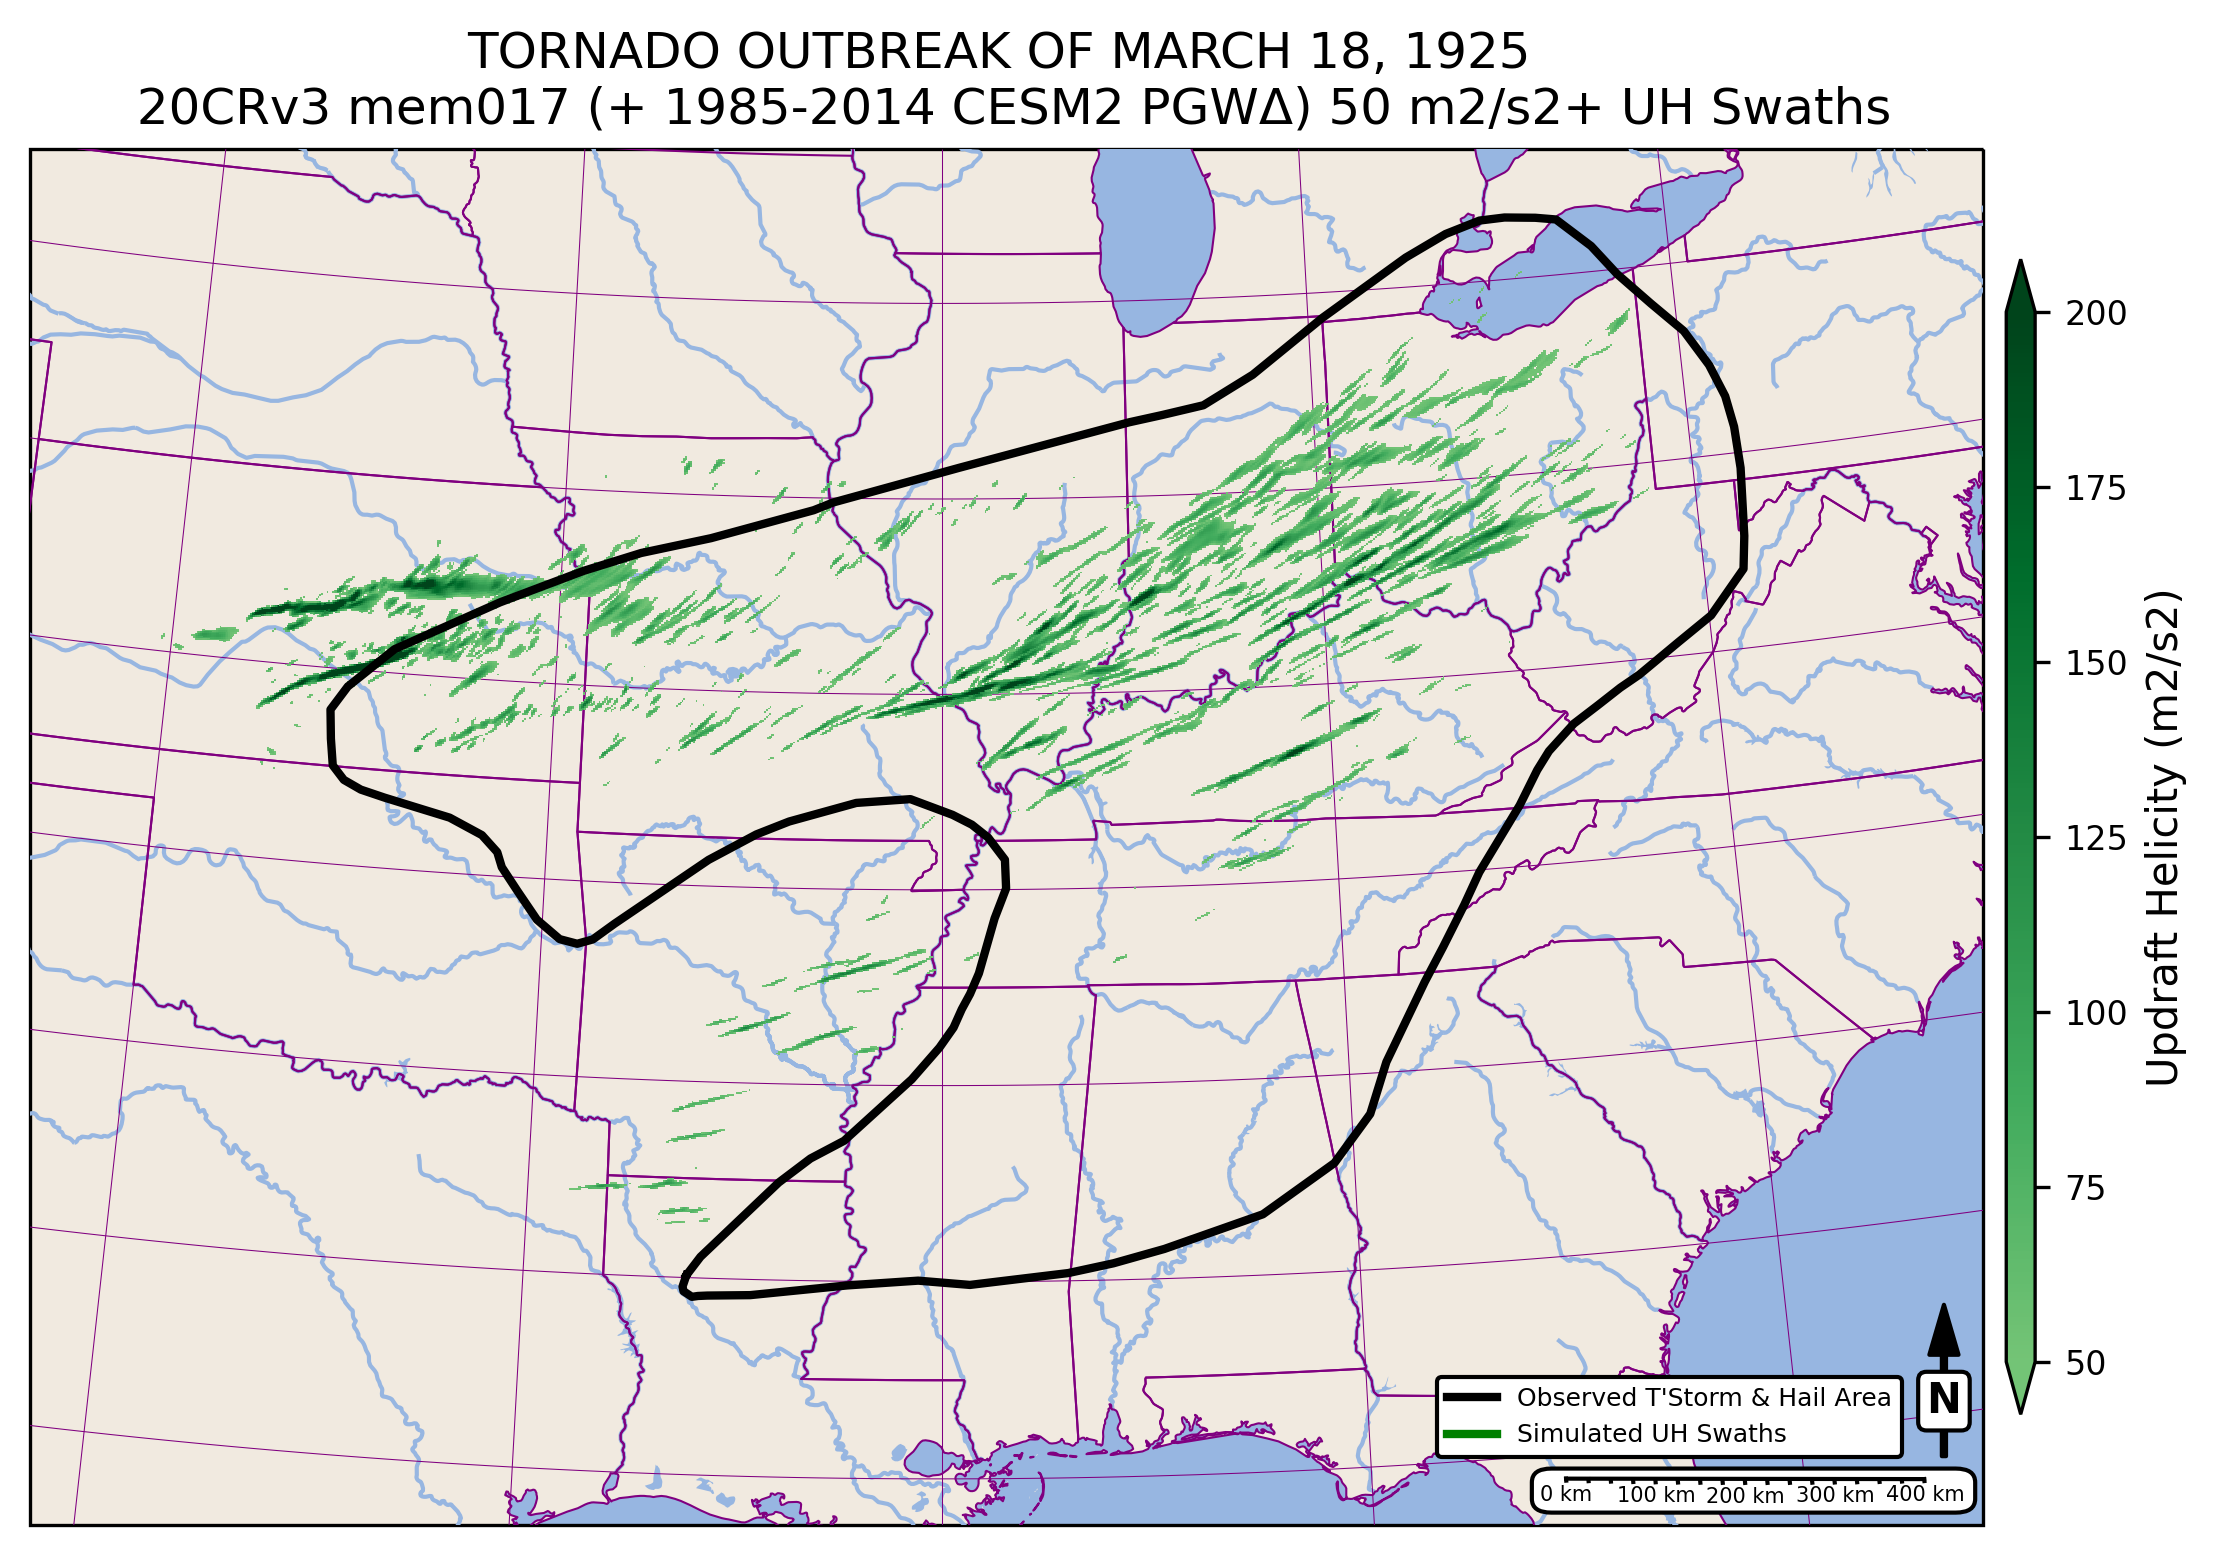 TORNADO OUTBREAK OF MARCH 18, 1925
20CRv3 mem017 (+ 1985-2014 CESM2 PGWΔ) 50 m2/s2+ UH Swaths
200
175
150
125
100
75
50
Updraft Helicity (m2/s2)
Observed T'Storm & Hail Area
Simulated UH Swaths
N
0 km 100 km 200 km 300 km 400 km